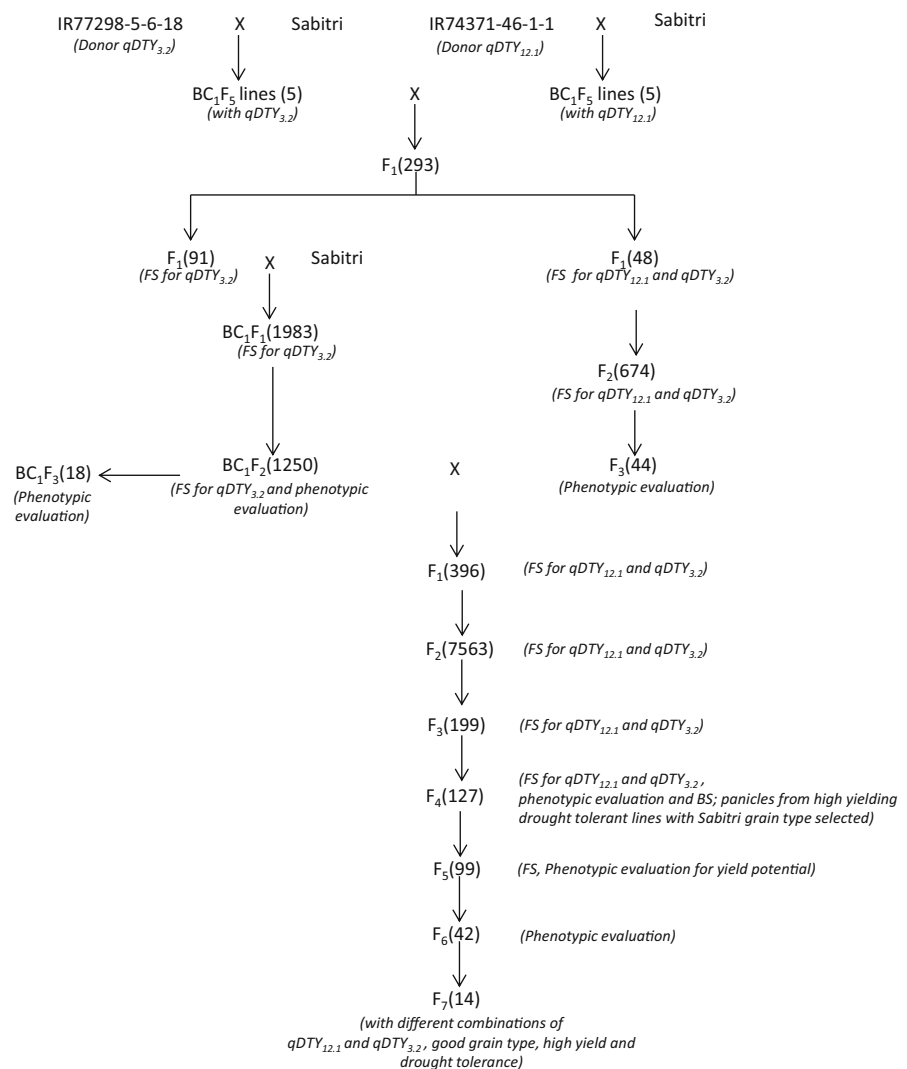 IR77298-5-6-18 X Sabitri IR74371-46-1-1 X Sabitri
(Donor qDTY3.2) (Donor qDTY12.1)
BC1F5 lines (5) X BC1F5 lines (5)
(with qDTY3.2) (with qDTY12.1)
F1(293)
F1(91) X Sabitri F1(48)
(FS for qDTY3.2) (FS for qDTY12.1 and qDTY3.2)
BC1F1(1983)
(FS for qDTY3.2)
F2(674)
(FS for qDTY12.1 and qDTY3.2)
BC1F3(18) BC1F2(1250) X F3(44)
(Phenotypic evaluation)
(FS for qDTY3.2 and phenotypic
evaluation)
(Phenotypic
evaluation)
F1(396) (FS for qDTY12.1 and qDTY3.2)
F2(7563) (FS for qDTY12.1 and qDTY3.2)
F3(199) (FS for qDTY12.1 and qDTY3.2)
F4(127) (FS for qDTY12.1 and qDTY3.2 ,
phenotypic evaluation and BS; panicles from high yielding
drought tolerant lines with Sabitri grain type selected)
F5(99) (FS, Phenotypic evaluation for yield potential)
F6(42) (Phenotypic evaluation)
F7(14)
(with different combinations of
qDTY12.1 and qDTY3.2, good grain type, high yield and
drought tolerance)